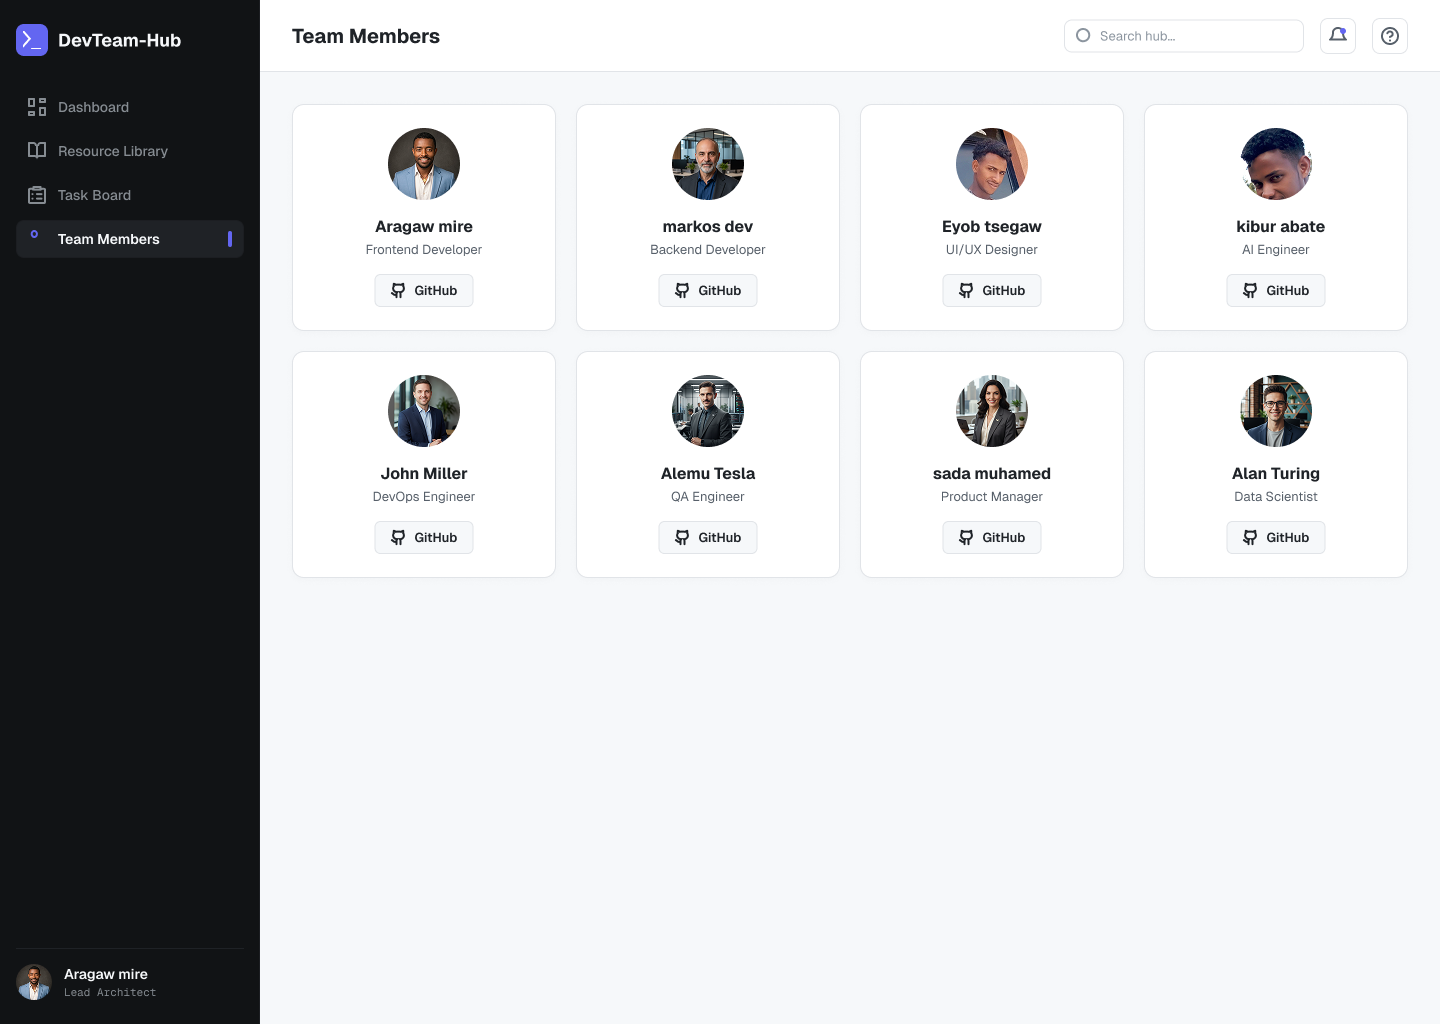 DevTeam-Hub
Dashboard
Resource Library
Task Board
Team Members
Aragaw mire
Lead Architect
Team Members
Search hub...
Aragaw mire
Frontend Developer
GitHub
markos dev
Backend Developer
GitHub
Eyob tsegaw
UI/UX Designer
GitHub
kibur abate
AI Engineer
GitHub
John Miller
DevOps Engineer
GitHub
Alemu Tesla
QA Engineer
GitHub
sada muhamed
Product Manager
GitHub
Alan Turing
Data Scientist
GitHub